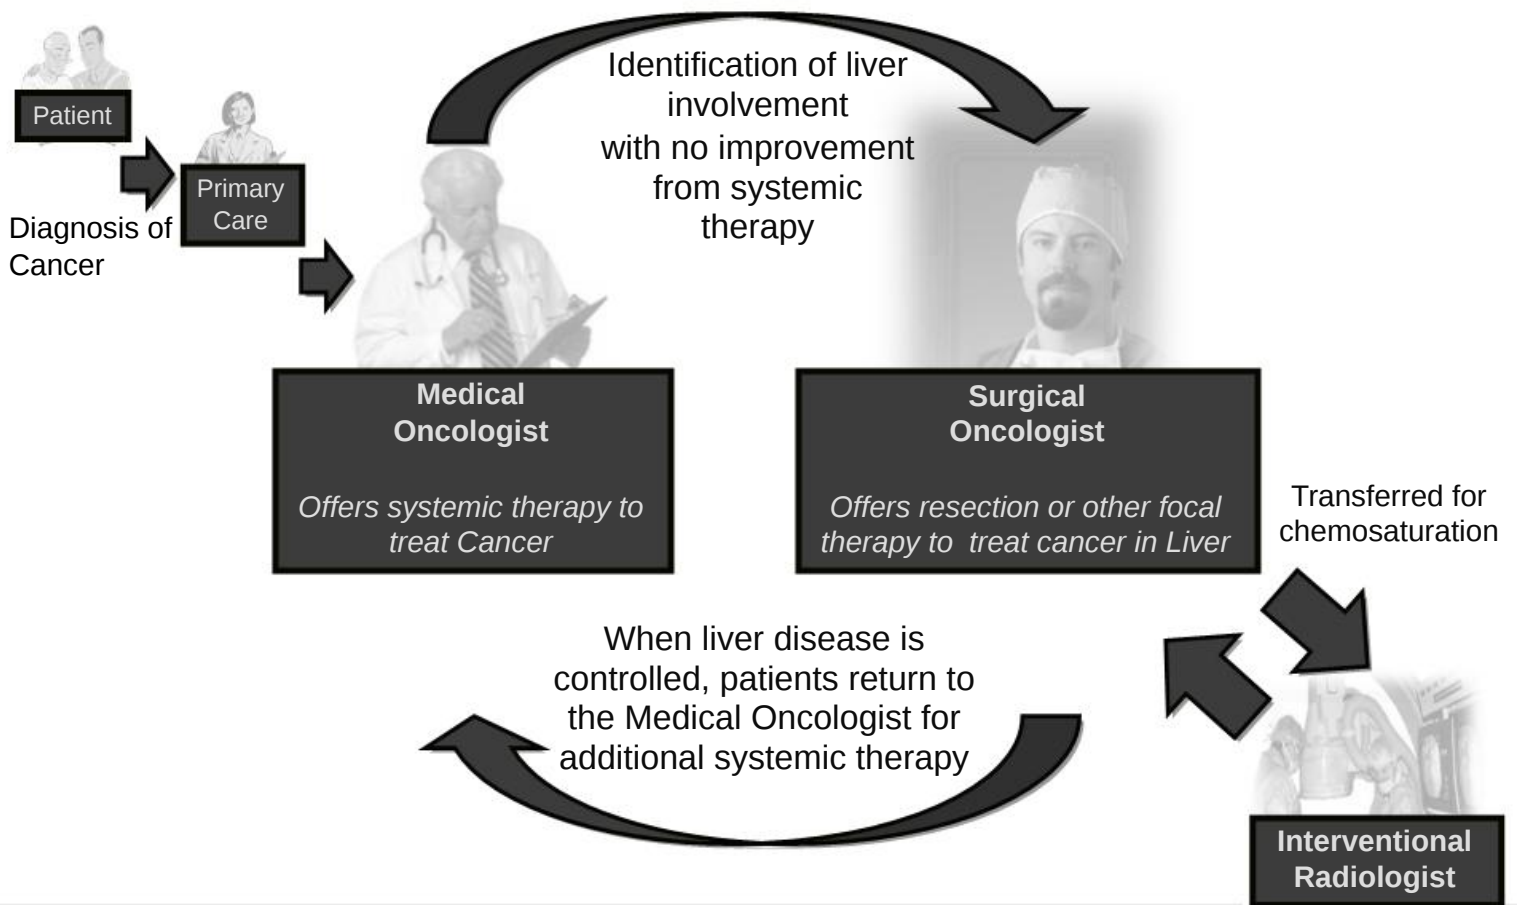 Patient
Primary
Care
Diagnosis of
Cancer
Identification of liver
involvement
with no improvement
from systemic
therapy
Medical
Oncologist
Offers systemic therapy to
treat Cancer
Surgical
Oncologist
Offers resection or other focal
therapy to  treat cancer in Liver
Transferred for
chemosaturation
When liver disease is
controlled, patients return to
the Medical Oncologist for
additional systemic therapy
Interventional
Radiologist